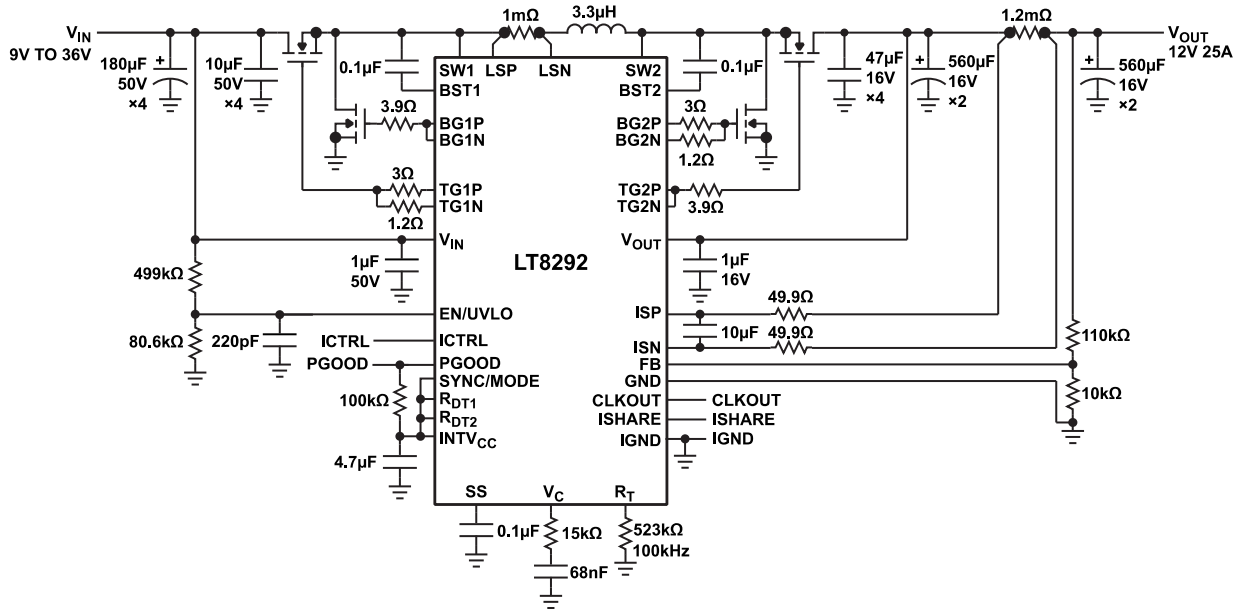 VIN
9V TO 36V
180µF
50V
×4
10µF
50V
×4
0.1µF
1mΩ
3.3µH
0.1µF
47µF
16V
×4
560µF
16V
×2
1.2mΩ
560µF
16V
×2
VOUT
12V 25A
SW1
LSP
LSN
SW2
BST1
BST2
3.9Ω
BG1P
BG1N
BG2P
BG2N
3Ω
1.2Ω
3Ω
1.2Ω
TG1P
TG1N
TG2P
TG2N
3.9Ω
VIN
VOUT
LT8292
1µF
50V
1µF
16V
499kΩ
80.6kΩ
220pF
EN/UVLO
ICTRL
ICTRL
PGOOD
PGOOD
SYNC/MODE
100kΩ
RDT1
RDT2
INTVCC
4.7µF
ISP
49.9Ω
10µF
49.9Ω
ISN
FB
GND
CLKOUT
CLKOUT
ISHARE
ISHARE
IGND
IGND
110kΩ
10kΩ
SS
VC
RT
0.1µF
15kΩ
68nF
523kΩ
100kHz